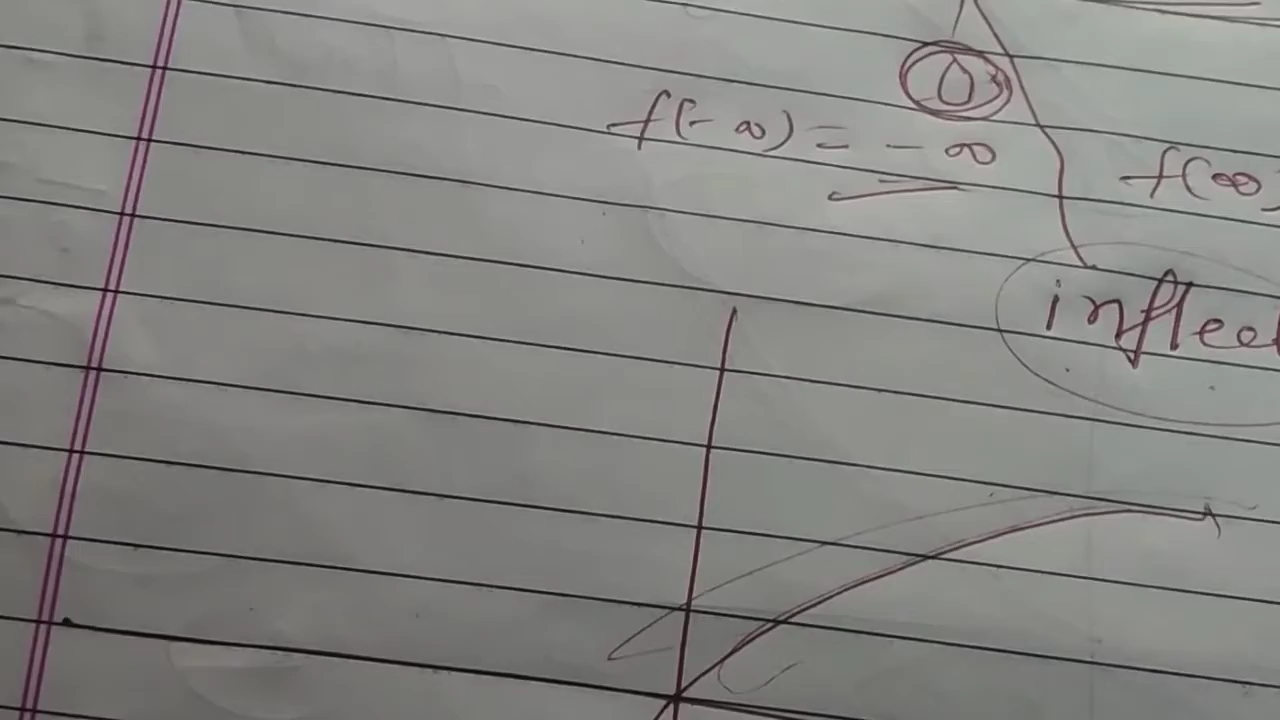 0
f(-∞) = -∞
f(∞)
inflec